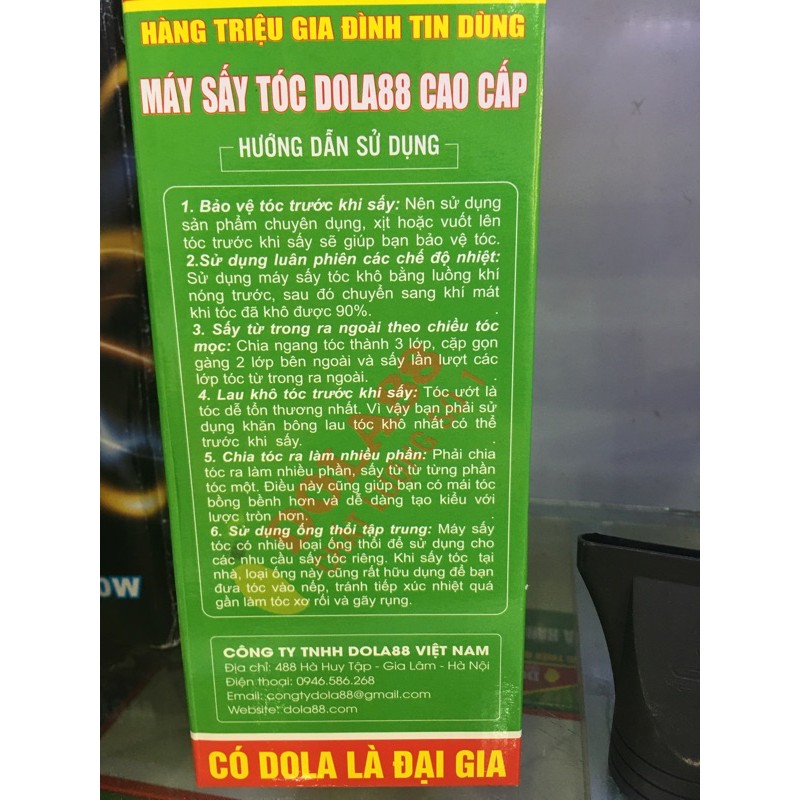 HÀNG TRIỆU GIA ĐÌNH TIN DÙNG
MÁY SẤY TÓC DOLA88 CAO CẤP
HƯỚNG DẪN SỬ DỤNG
1. Bảo vệ tóc trước khi sấy: Nên sử dụng
sản phẩm chuyên dụng, xịt hoặc vuốt lên
tóc trước khi sấy sẽ giúp bạn bảo vệ tóc.
2.Sử dụng luân phiên các chế độ nhiệt:
Sử dụng máy sấy tóc khô bằng luồng khí
nóng trước, sau đó chuyển sang khí mát
khi tóc đã khô được 90%.
3. Sấy từ trong ra ngoài theo chiều tóc
mọc: Chia ngang tóc thành 3 lớp, cặp gọn
gàng 2 lớp bên ngoài và sấy lần lượt các
lớp tóc từ trong ra ngoài.
4. Lau khô tóc trước khi sấy: Tóc ướt là
tóc dễ tổn thương nhất. Vì vậy bạn phải sử
dụng khăn bông lau tóc khô nhất có thể
trước khi sấy.
5. Chia tóc ra làm nhiều phần: Phải chia
tóc ra làm nhiều phần, sấy từ từ từng phần
tóc một. Điều này cũng giúp bạn có mái tóc
bồng bềnh hơn và dễ dàng tạo kiểu với
lược tròn hơn.
6. Sử dụng ống thổi tập trung: Máy sấy
tóc có nhiều loại ống thổi để sử dụng cho
các nhu cầu sấy tóc riêng. Khi sấy tóc tại
nhà, loại ống này cũng rất hữu dụng để bạn
đưa tóc vào nếp, tránh tiếp xúc nhiệt quá
gần làm tóc xơ rối và gãy rụng.
DOLA88
CÔNG TY TNHH DOLA88 VIỆT NAM
Địa chỉ: 488 Hà Huy Tập - Gia Lâm - Hà Nội
Điện thoại: 0946.586.268
Email: congtydola88@gmail.com
Website: dola88.com
CÓ DOLA LÀ ĐẠI GIA
0W